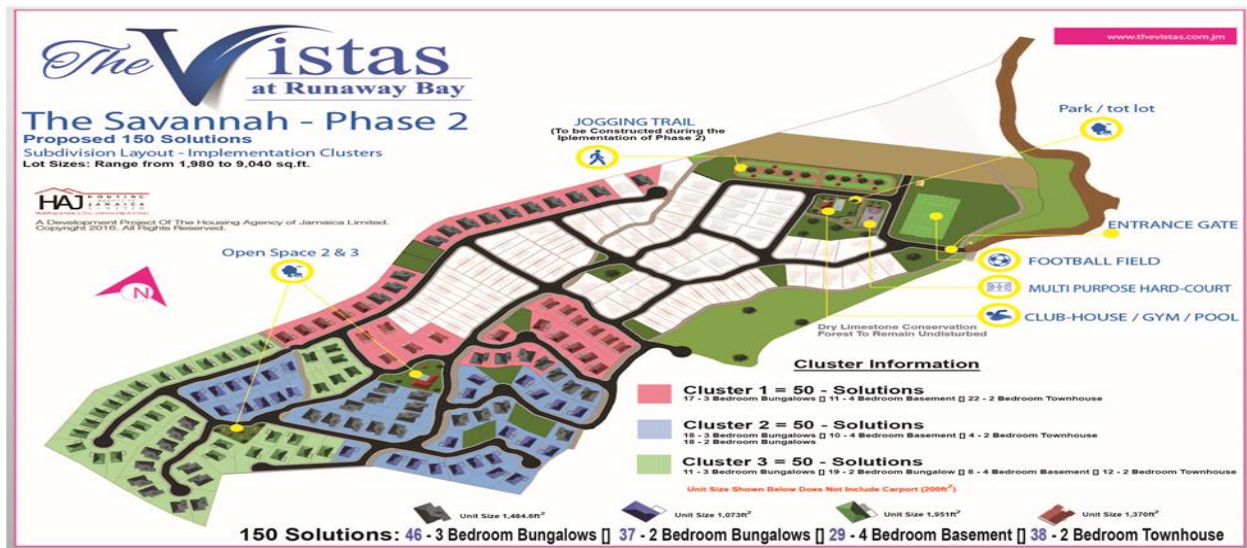 The Vistas
at Runaway Bay
www.thevistas.com.jm
The Savannah - Phase 2
Proposed 150 Solutions
Subdivision Layout - Implementation Clusters
Lot Sizes: Range from 1,980 to 9,040 sq.ft.
HAJ HOUSING
AGENCY OF
JAMAICA
LIMITED
A Development Project Of The Housing Agency of Jamaica Limited.
Copyright 2016. All Rights Reserved.
JOGGING TRAIL
(To be Constructed during the
Iplementation of Phase 2)
Park / tot lot
Open Space 2 & 3
N
ENTRANCE GATE
FOOTBALL FIELD
MULTI PURPOSE HARD-COURT
CLUB-HOUSE / GYM / POOL
Dry Limestone Conservation
Forest To Remain Undisturbed
Cluster Information
Cluster 1 = 50 - Solutions
17 - 3 Bedroom Bungalows [] 11 - 4 Bedroom Basement [] 22 - 2 Bedroom Townhouse
Cluster 2 = 50 - Solutions
18 - 3 Bedroom Bungalows [] 10 - 4 Bedroom Basement [] 4 - 2 Bedroom Townhouse
18 - 2 Bedroom Bungalows
Cluster 3 = 50 - Solutions
11 - 3 Bedroom Bungalows [] 19 - 2 Bedroom Bungalow [] 8 - 4 Bedroom Basement [] 12 - 2 Bedroom Townhouse
Unit Size Shown Below Does Not Include Carport (200ft²)
Unit Size 1,484.6ft²
Unit Size 1,073ft²
Unit Size 1,951ft²
Unit Size 1,370ft²
150 Solutions: 46 - 3 Bedroom Bungalows [] 37 - 2 Bedroom Bungalows [] 29 - 4 Bedroom Basement [] 38 - 2 Bedroom Townhouse